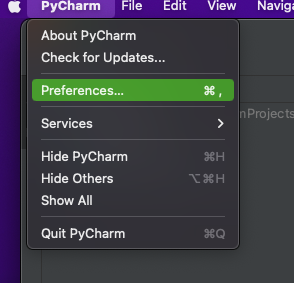 PyCharm File Edit View Naviga
About PyCharm
Check for Updates...
Preferences... ⌘ ,
mProjects
Services
Hide PyCharm ⌘H
Hide Others ⌥⌘H
Show All
Quit PyCharm ⌘Q